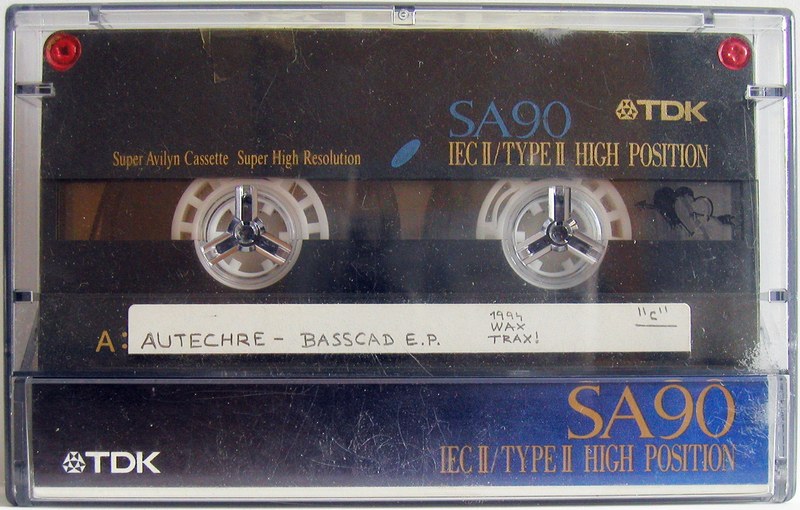 SA90 TDK
Super Avilyn Cassette Super High Resolution IEC II/TYPE II HIGH POSITION
A: AUTECHRE - BASSCAD E.P.
1994
WAX
TRAX!
"C"
SA90
TDK IEC II/TYPE II HIGH POSITION